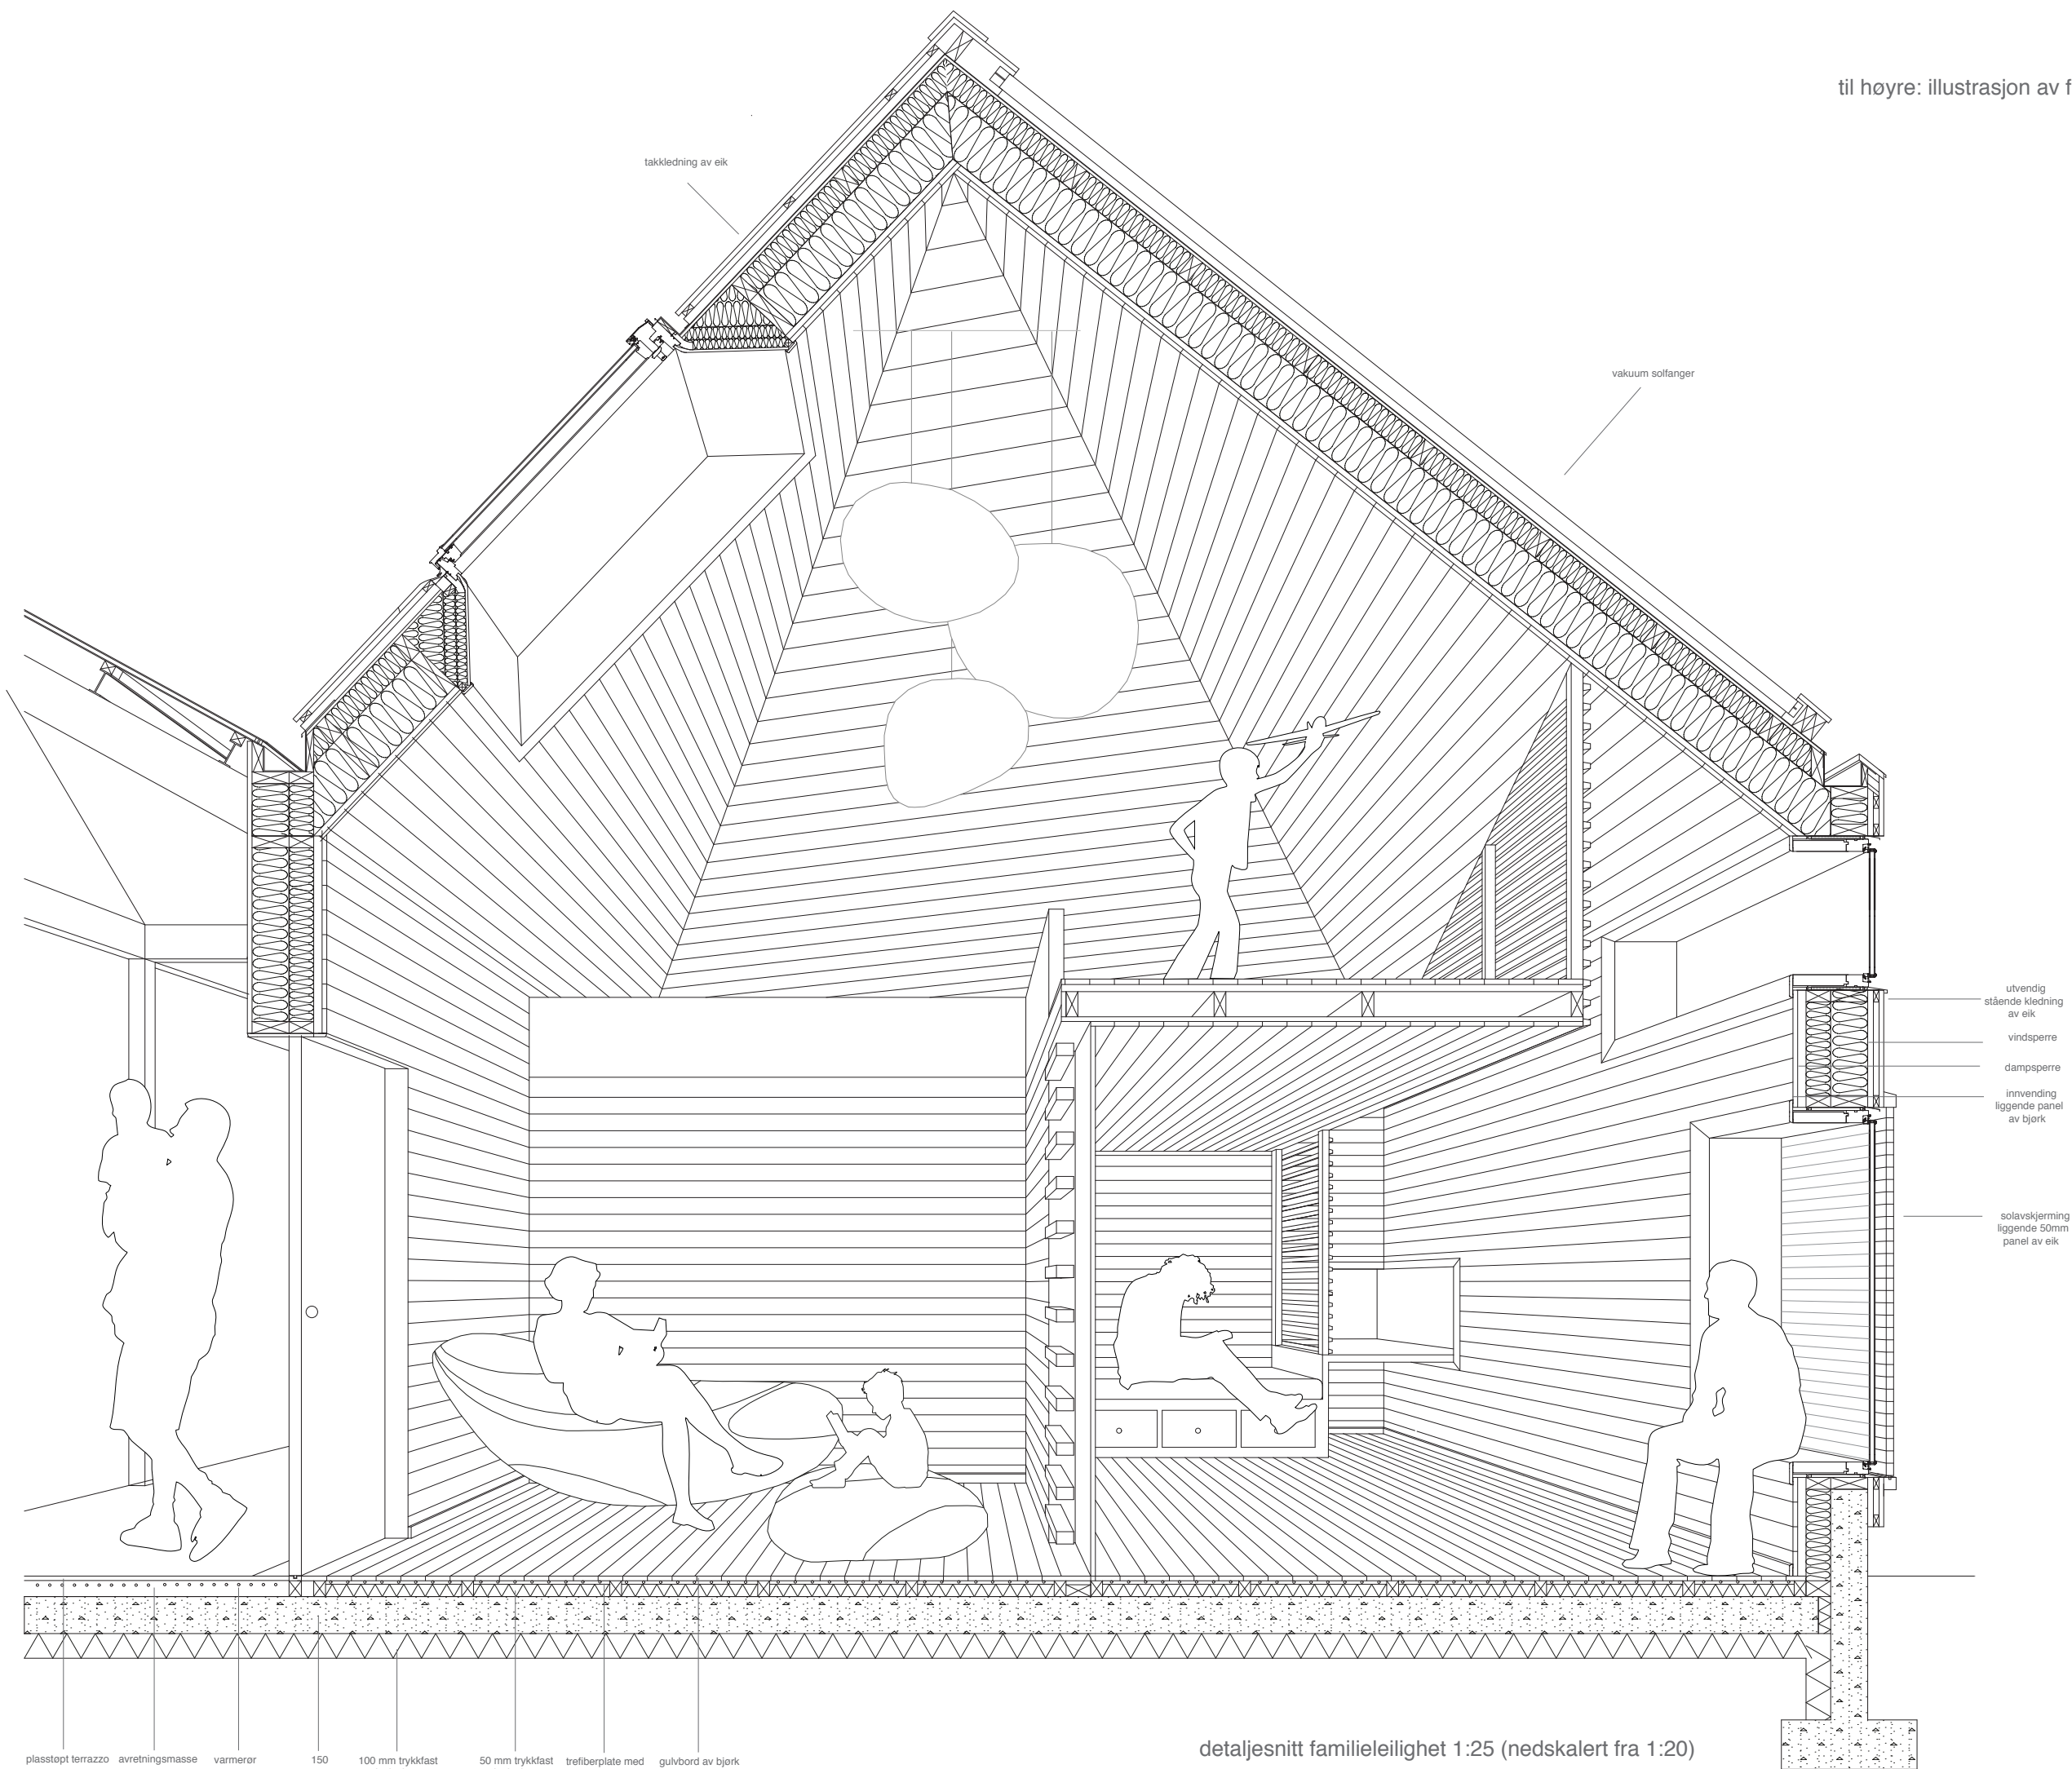 til høyre: illustrasjon av f
takkledning av eik
vakuum solfanger
utvendig
stående kledning
av eik
vindsperre
dampsperre
innvending
liggende panel
av bjørk
solavskjerming
liggende 50mm
panel av eik
plasstøpt terrazzo
avretningsmasse
varmerør
150
100 mm trykkfast
50 mm trykkfast
trefiberplate med
gulvbord av bjørk
detaljesnitt familieleilighet 1:25 (nedskalert fra 1:20)